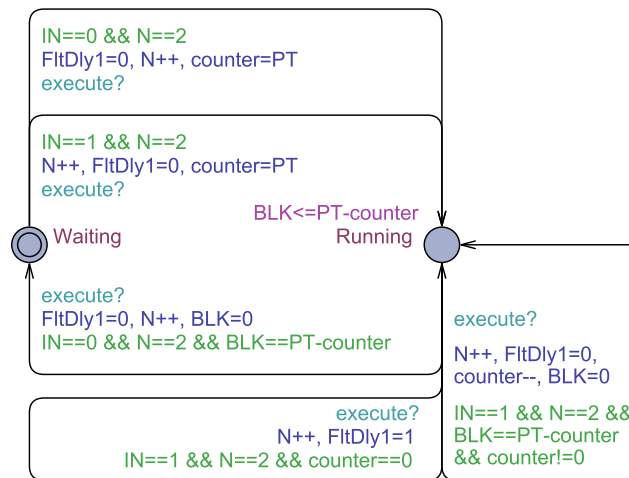 IN==0 && N==2
FltDly1=0, N++, counter=PT
execute?
IN==1 && N==2
N++, FltDly1=0, counter=PT
execute?
BLK<=PT-counter
Waiting
Running
execute?
FltDly1=0, N++, BLK=0
IN==0 && N==2 && BLK==PT-counter
execute?
N++, FltDly1=1
IN==1 && N==2 && counter==0
execute?
N++, FltDly1=0,
counter--, BLK=0
IN==1 && N==2 &&
BLK==PT-counter
&& counter!=0